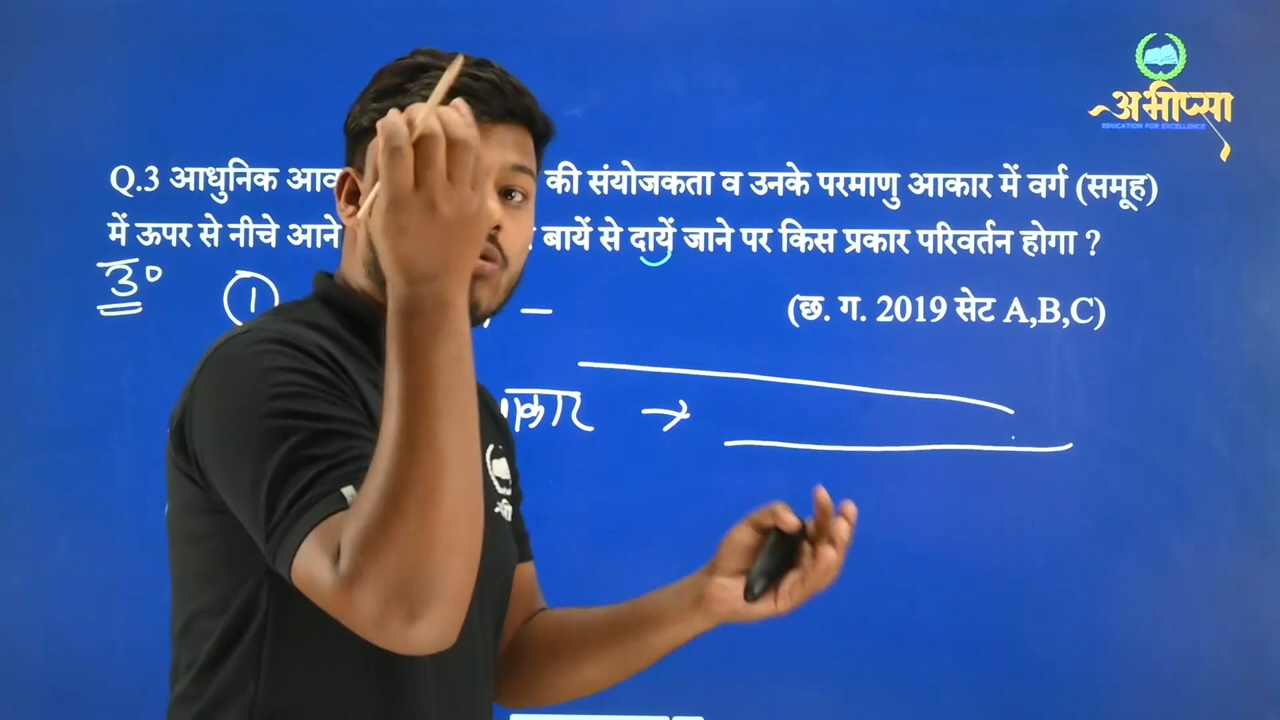 अभीप्सा
EDUCATION FOR EXCELLENCE
Q.3 आधुनिक आव की संयोजकता व उनके परमाणु आकार में वर्ग (समूह)
में ऊपर से नीचे आने बायें से दायें जाने पर किस प्रकार परिवर्तन होगा ?
उ० ① –
(छ. ग. 2019 सेट A,B,C)
कार →